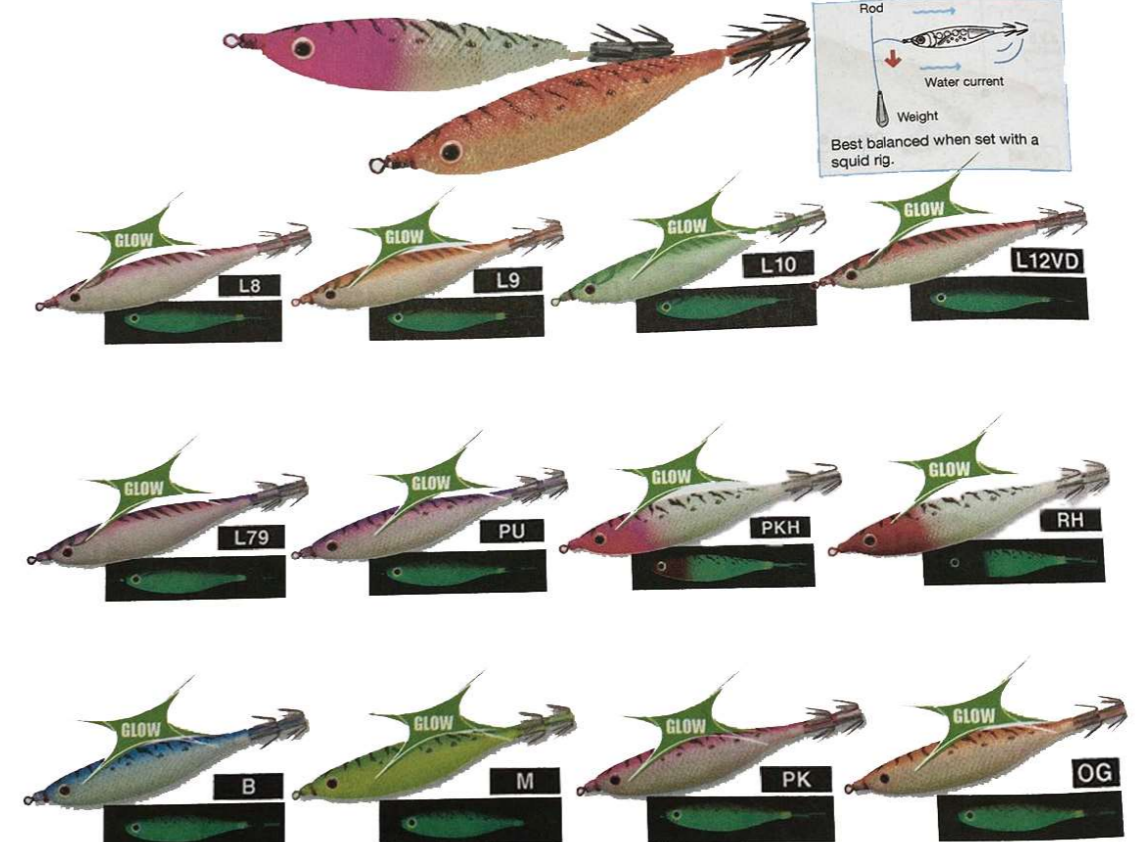 Rod
Water current
Weight
Best balanced when set with a
squid rig.
GLOW
L8
GLOW
L9
GLOW
L10
GLOW
L12VD
GLOW
L79
GLOW
PU
GLOW
PKH
GLOW
RH
GLOW
B
GLOW
M
GLOW
PK
GLOW
OG